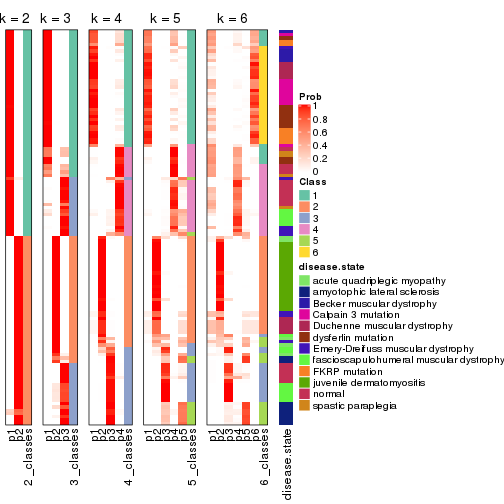 k = 2 k = 3 k = 4 k = 5 k = 6
Prob
1
0.8
0.6
0.4
0.2
0
Class
1
2
3
4
5
6
disease.state
acute quadriplegic myopathy
amyotophic lateral sclerosis
Becker muscular dystrophy
Calpain 3 mutation
Duchenne muscular dystrophy
dysferlin mutation
Emery-Dreifuss muscular dystrophy
fascioscapulohumeral muscular dystrophy
FKRP mutation
juvenile dermatomyositis
normal
spastic paraplegia
p1 p2 2_classes p1 p2 p3 3_classes p1 p2 p3 p4 4_classes p1 p2 p3 p4 p5 5_classes p1 p2 p3 p4 p5 p6 6_classes disease.state